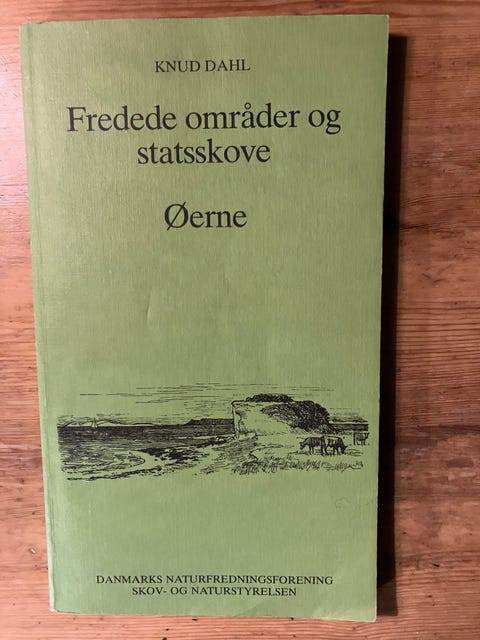 KNUD DAHL
Fredede områder og
statsskove
Øerne
DANMARKS NATURFREDNINGSFORENING
SKOV- OG NATURSTYRELSEN